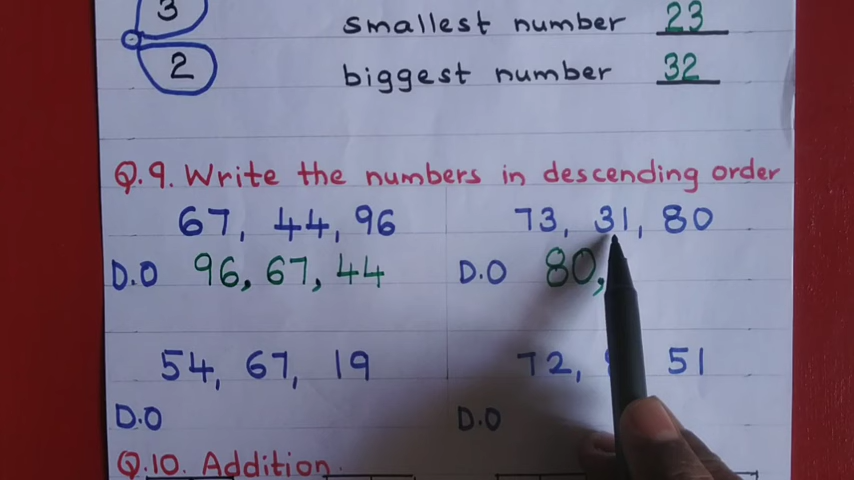 3
smallest number 23
2
biggest number 32
Q.9. Write the numbers in descending order
67, 44, 96 73, 31, 80
D.O 96, 67, 44 D.O 80,
54, 67, 19 72, 51
D.O D.O
Q.10. Addition.